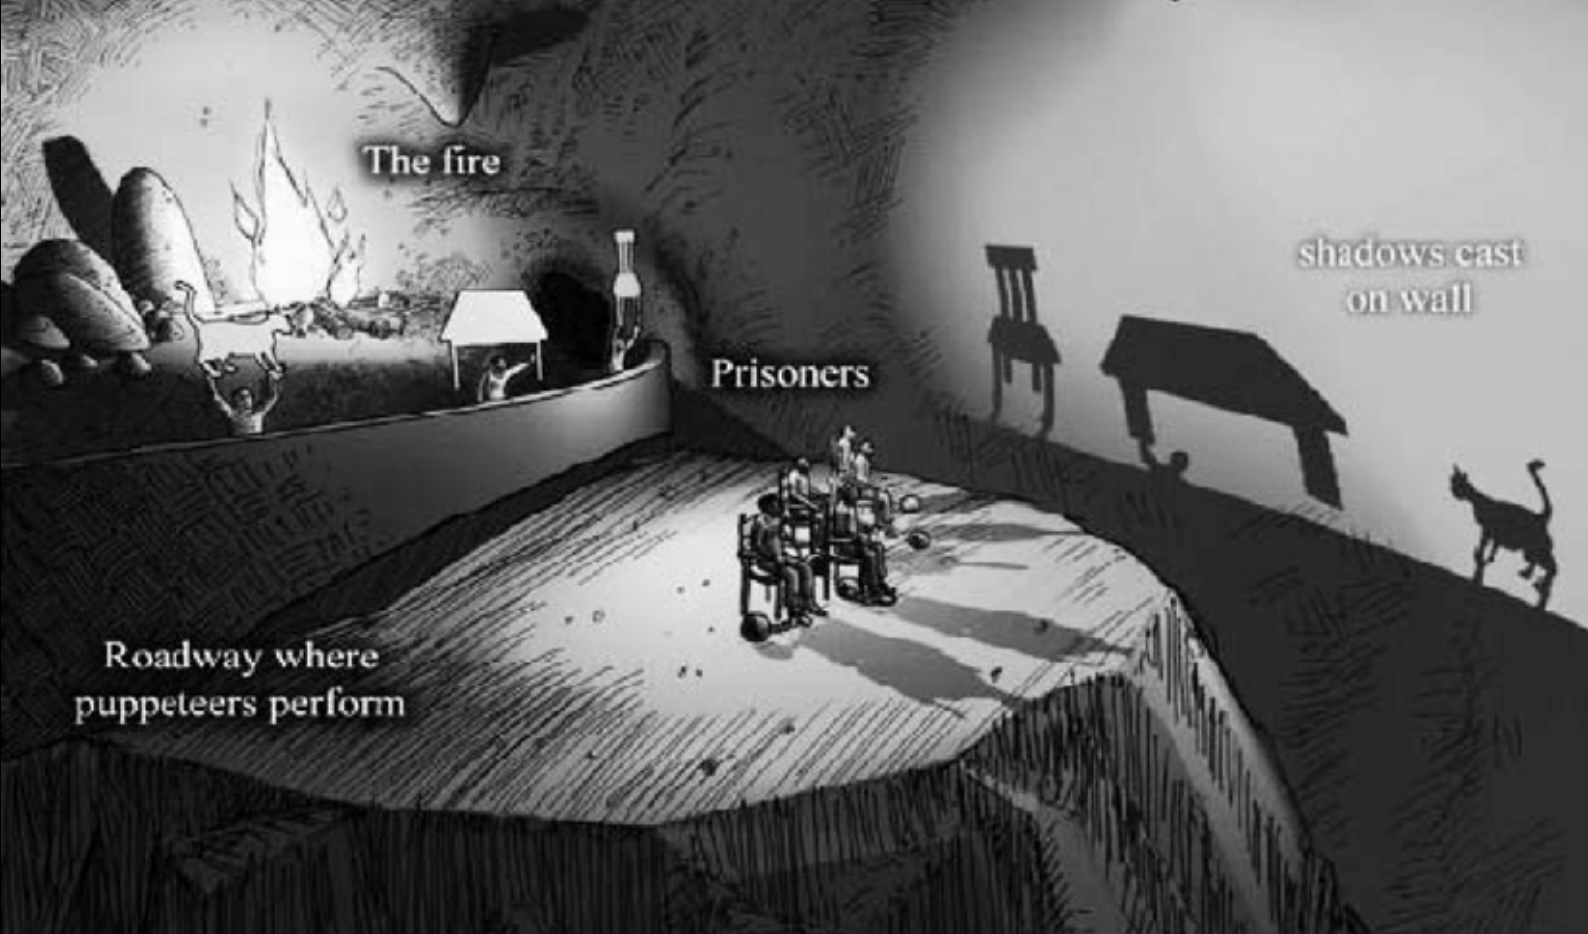 The fire
shadows cast
on wall
Prisoners
Roadway where
puppeteers perform